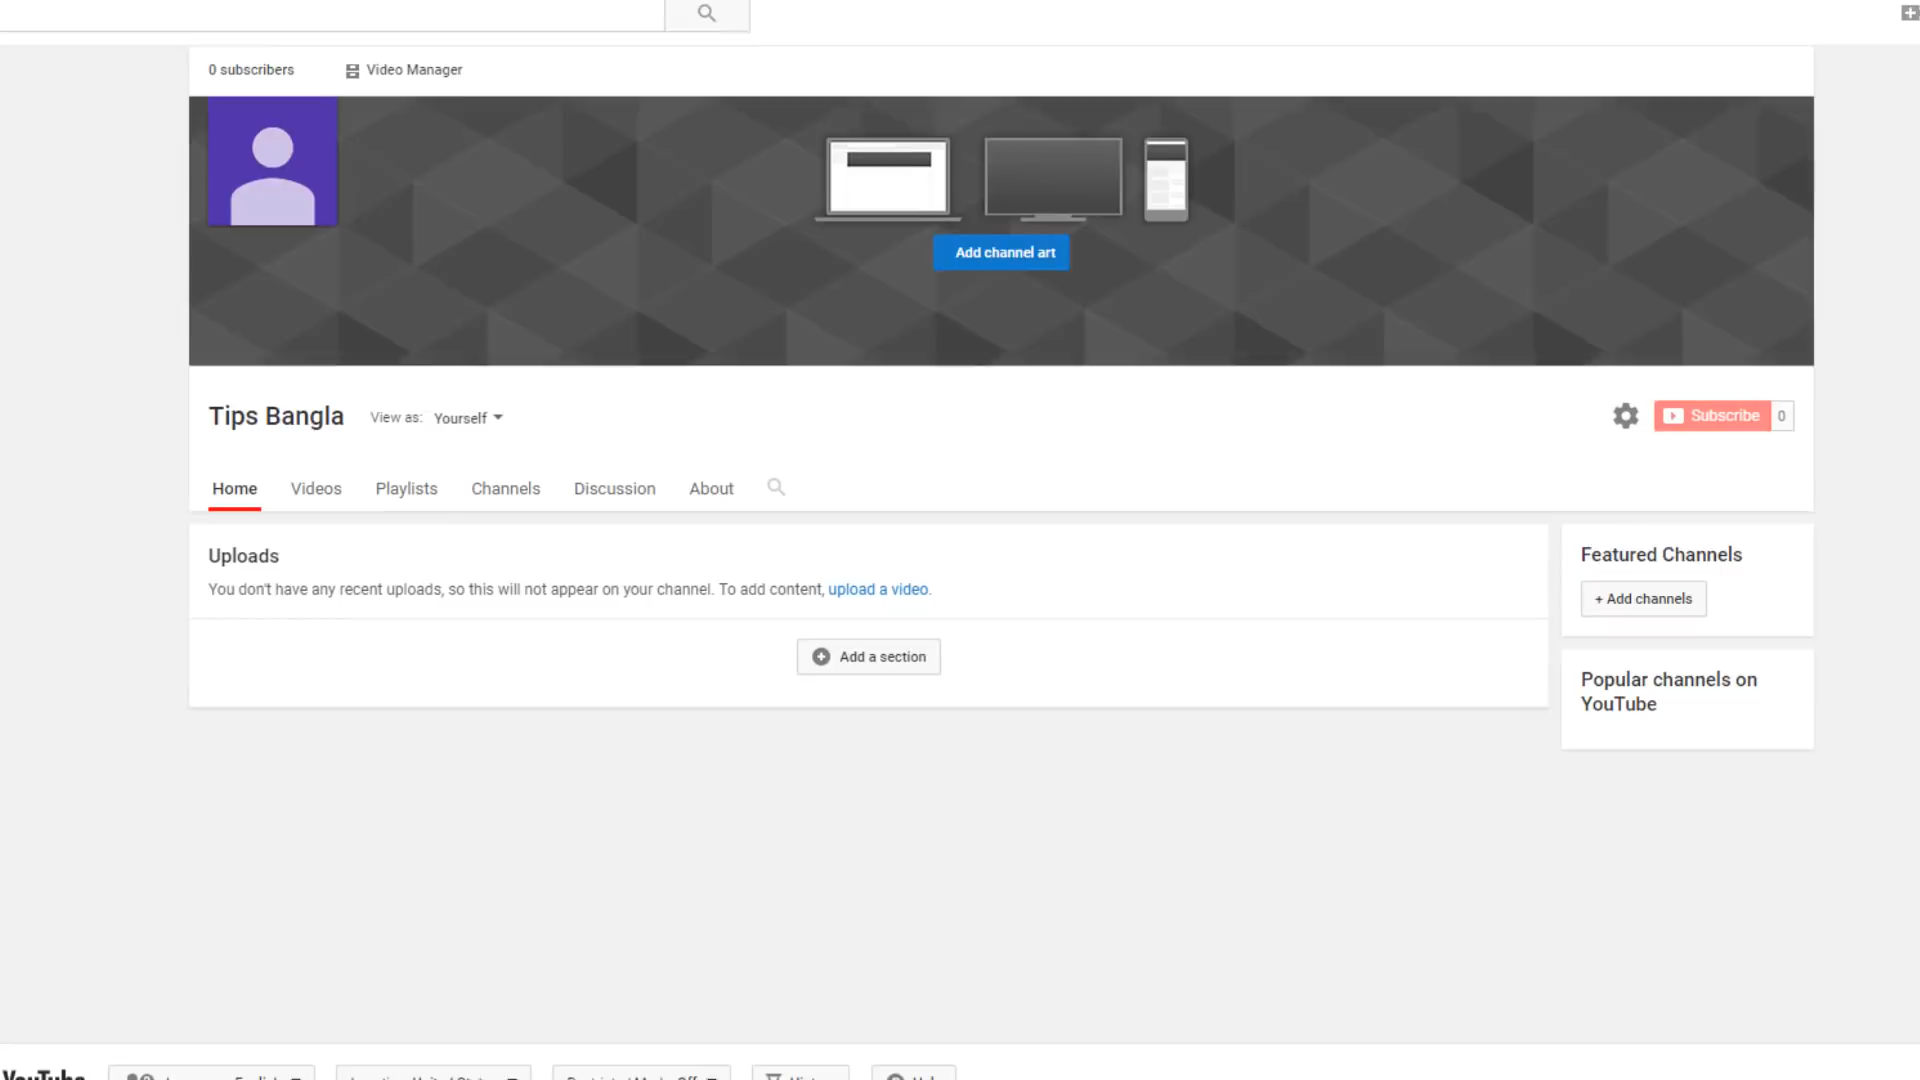 0 subscribers
Video Manager
Add channel art
Tips Bangla
View as: Yourself
Subscribe 0
Home Videos Playlists Channels Discussion About
Uploads
You don't have any recent uploads, so this will not appear on your channel. To add content, upload a video.
Add a section
Featured Channels
+ Add channels
Popular channels on
YouTube
YouTube